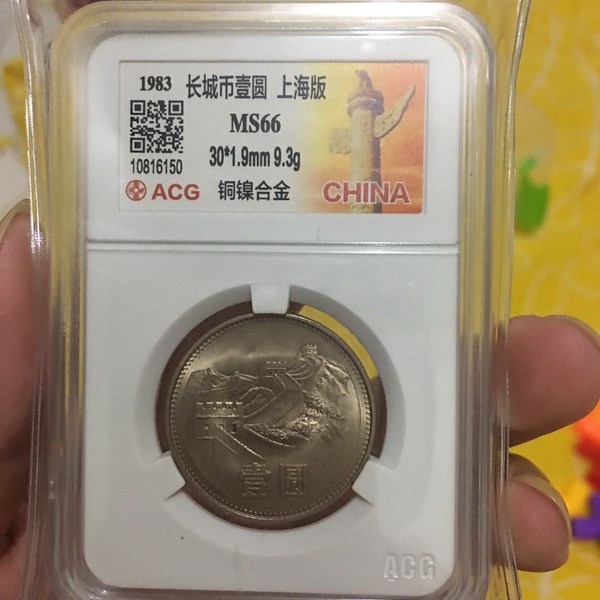 1983 长城币壹圆 上海版
MS66
30*1.9mm 9.3g
10816150
ACG 铜镍合金 CHINA
壹圆
ACG